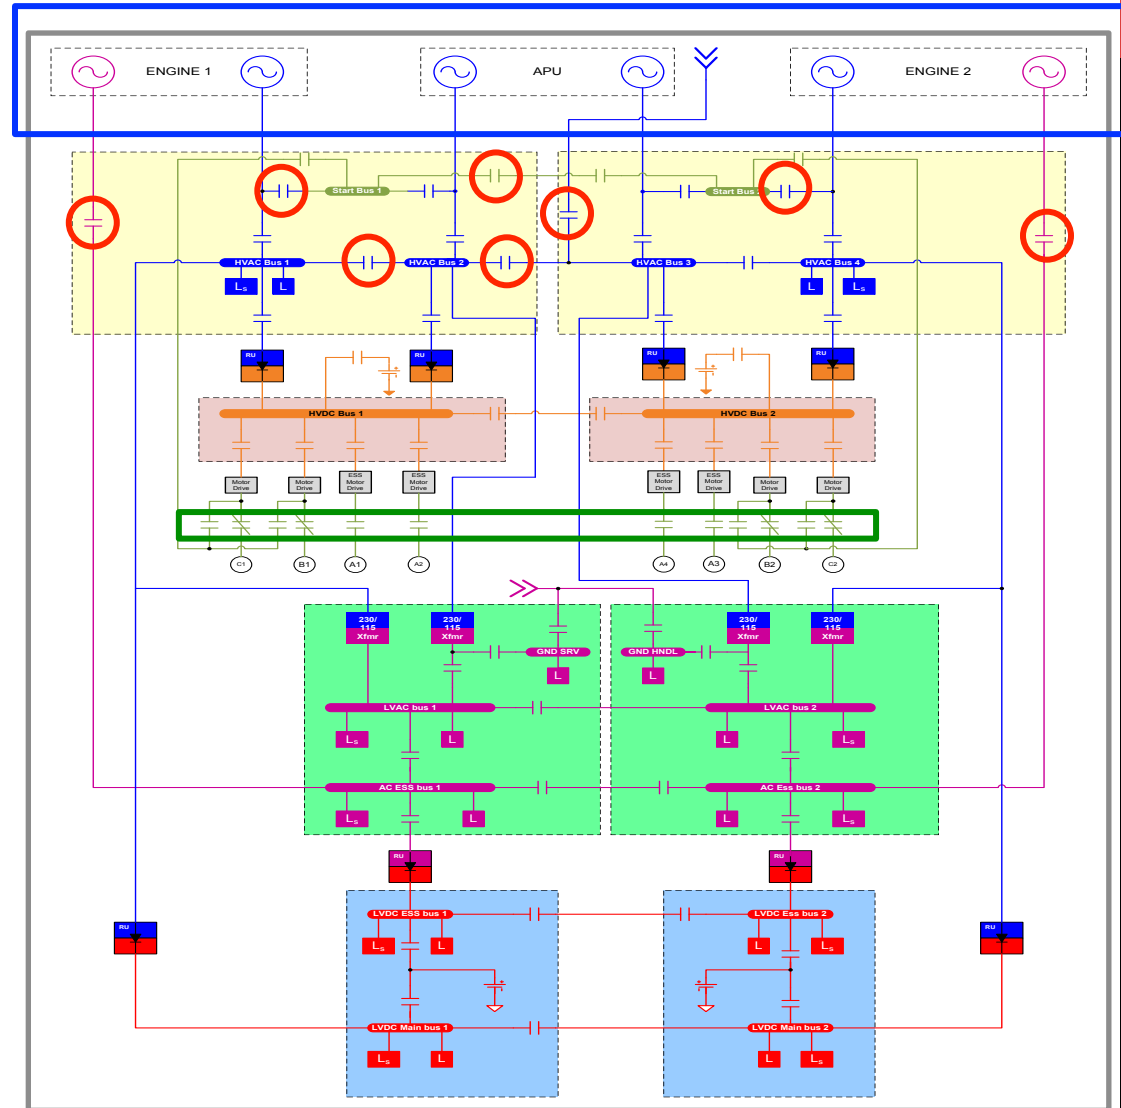 ENGINE 1
APU
ENGINE 2
Start Bus 1
Start Bus
HVAC Bus 1
HVAC Bus 2
HVAC Bus 3
HVAC Bus 4
Ls
L
L
Ls
RU
RU
RU
RU
HVDC Bus 1
HVDC Bus 2
Motor
Drive
Motor
Drive
ESS
Motor
Drive
ESS
Motor
Drive
ESS
Motor
Drive
ESS
Motor
Drive
Motor
Drive
Motor
Drive
C1
B1
A1
A2
A4
A3
B2
C2
230/
115
Xfmr
230/
115
Xfmr
230/
115
Xfmr
230/
115
Xfmr
GND SRV
GND HNDL
L
L
LVAC bus 1
LVAC bus 2
Ls
L
L
Ls
AC ESS bus 1
AC Ess bus 2
Ls
L
L
Ls
RU
RU
LVDC ESS bus 1
LVDC Ess bus 2
RU
RU
Ls
L
L
Ls
LVDC Main bus 1
LVDC Main bus 2
Ls
L
L
Ls